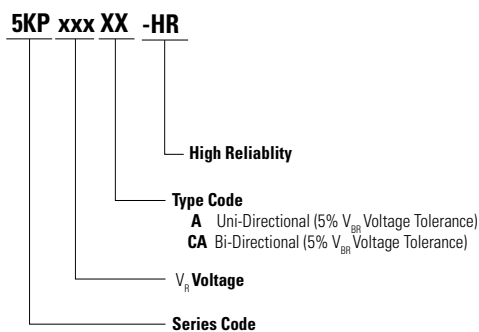 5KP xxx XX -HR
High Reliablity
Type Code
A Uni-Directional (5% VBR Voltage Tolerance)
CA Bi-Directional (5% VBR Voltage Tolerance)
VR Voltage
Series Code